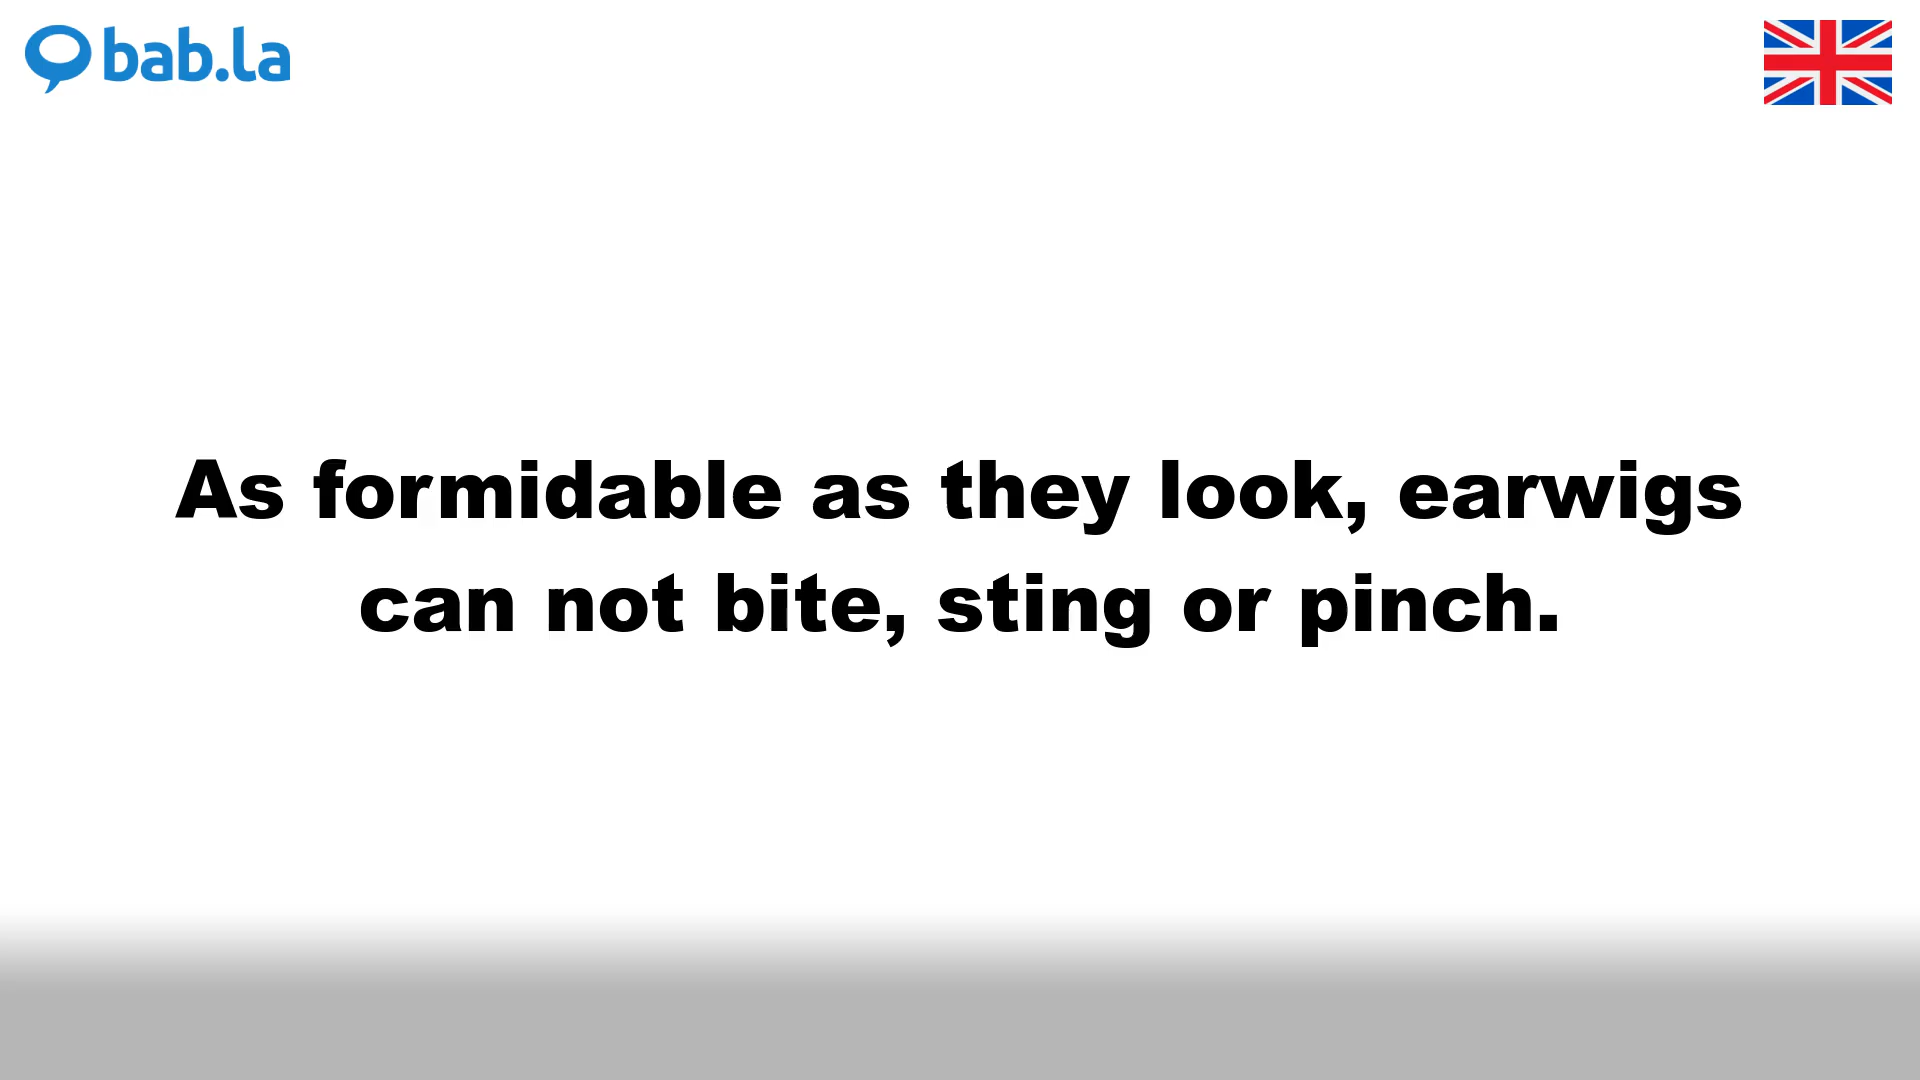 bab.la
As formidable as they look, earwigs
can not bite, sting or pinch.